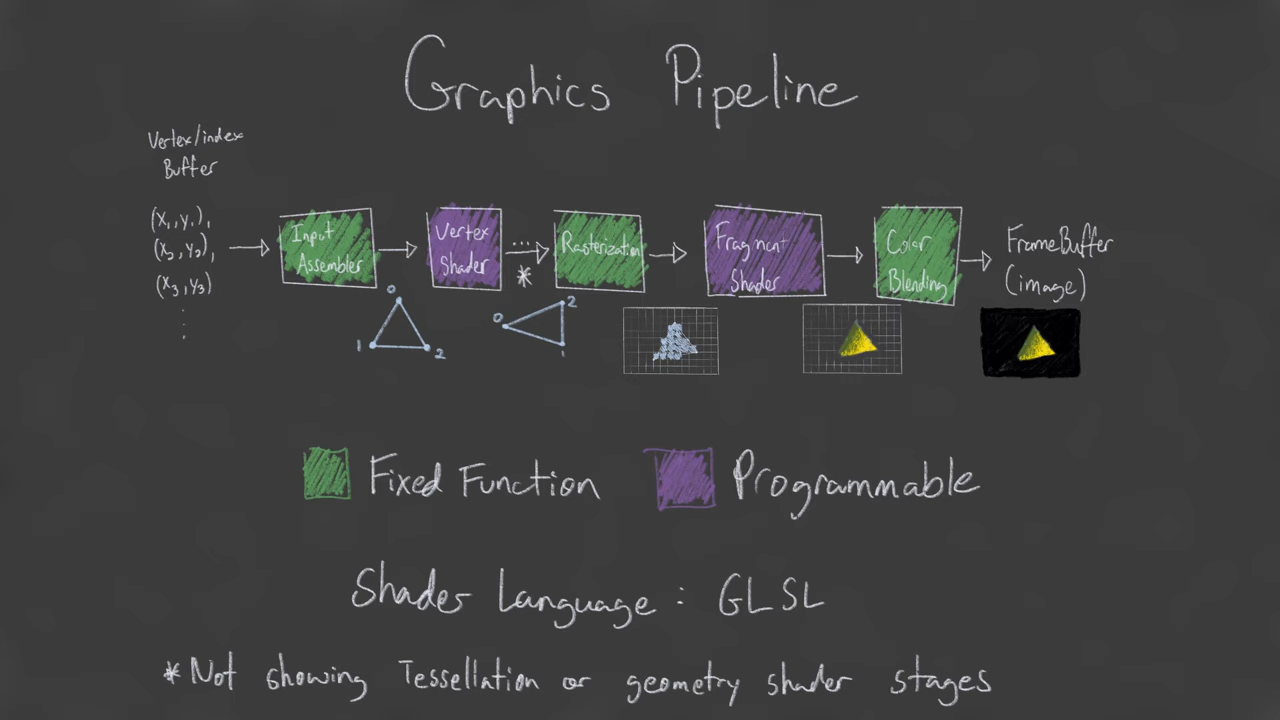 Graphics Pipeline
Vertex/index
Buffer
(x₁,y₁),
(x₂,y₂),
(x₃,y₃)
⋮
Input
Assembler
Vertex
Shader
...
*
Rasterization
Fragment
Shader
Color
Blending
FrameBuffer
(image)
0
1
2
0
2
1
Fixed Function
Programmable
Shader Language : GLSL
*Not showing Tessellation or geometry shader stages